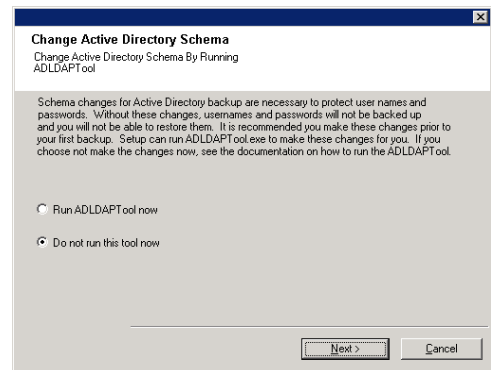 Change Active Directory Schema
Change Active Directory Schema By Running
ADLDAPTool
Schema changes for Active Directory backup are necessary to protect user names and
passwords. Without these changes, usernames and passwords will not be backed up
and you will not be able to restore them. It is recommended you make these changes prior to
your first backup. Setup can run ADLDAPTool.exe to make these changes for you. If you
choose not make the changes now, see the documentation on how to run the ADLDAPTool.
Run ADLDAPTool now
Do not run this tool now
Next >
Cancel